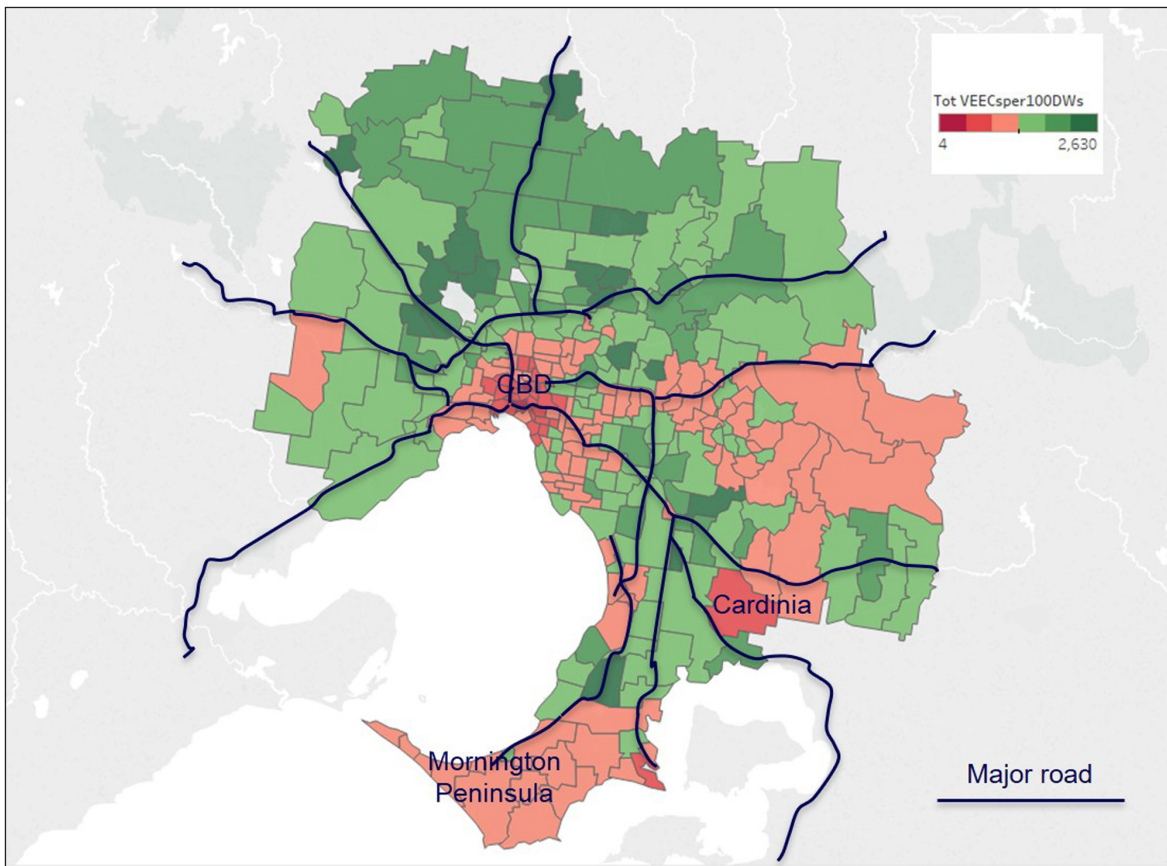 Tot VEECsper100DWs
4 2,630
CBD
Cardinia
Mornington
Peninsula
Major road